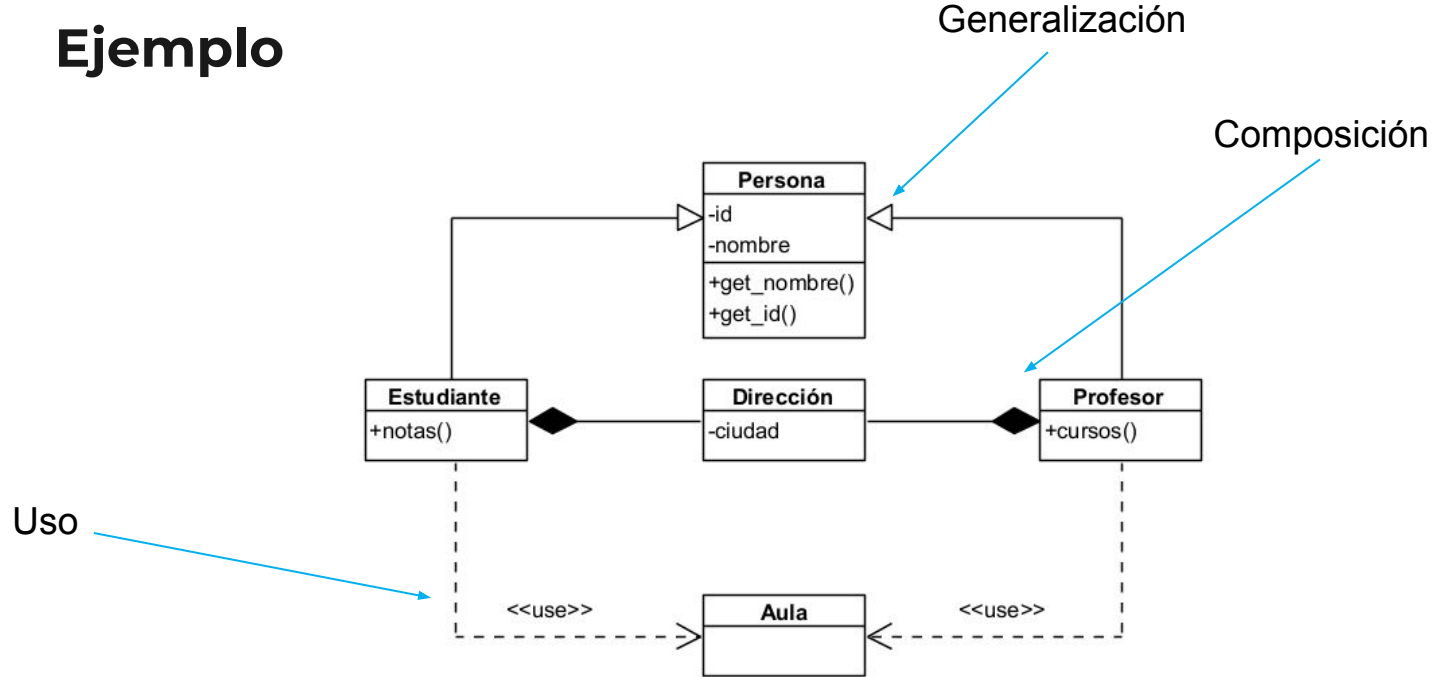 Ejemplo
Generalización
Composición
Persona
-id
-nombre
+get_nombre()
+get_id()
Estudiante
+notas()
Dirección
-ciudad
Profesor
+cursos()
Uso
<<use>>
<<use>>
Aula